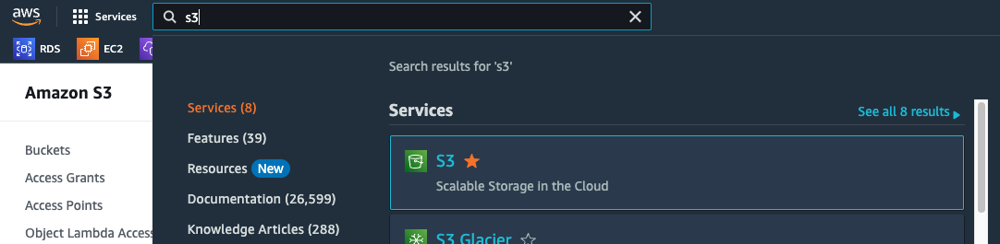 aws
Services
s3
RDS
EC2
Search results for 's3'
Amazon S3
Services (8)
Features (39)
Resources New
Documentation (26,599)
Knowledge Articles (288)
Services
See all 8 results
S3
Scalable Storage in the Cloud
S3 Glacier
Buckets
Access Grants
Access Points
Object Lambda Access